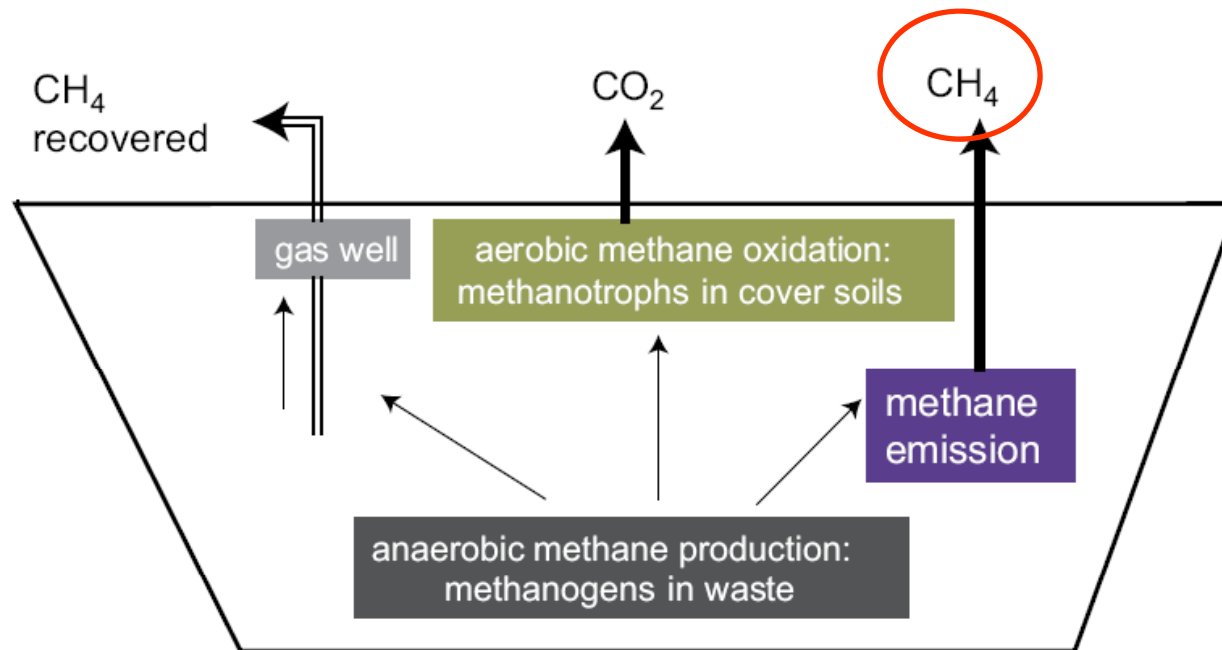 CH₄
recovered
CO₂
CH₄
gas well
aerobic methane oxidation:
methanotrophs in cover soils
methane
emission
anaerobic methane production:
methanogens in waste